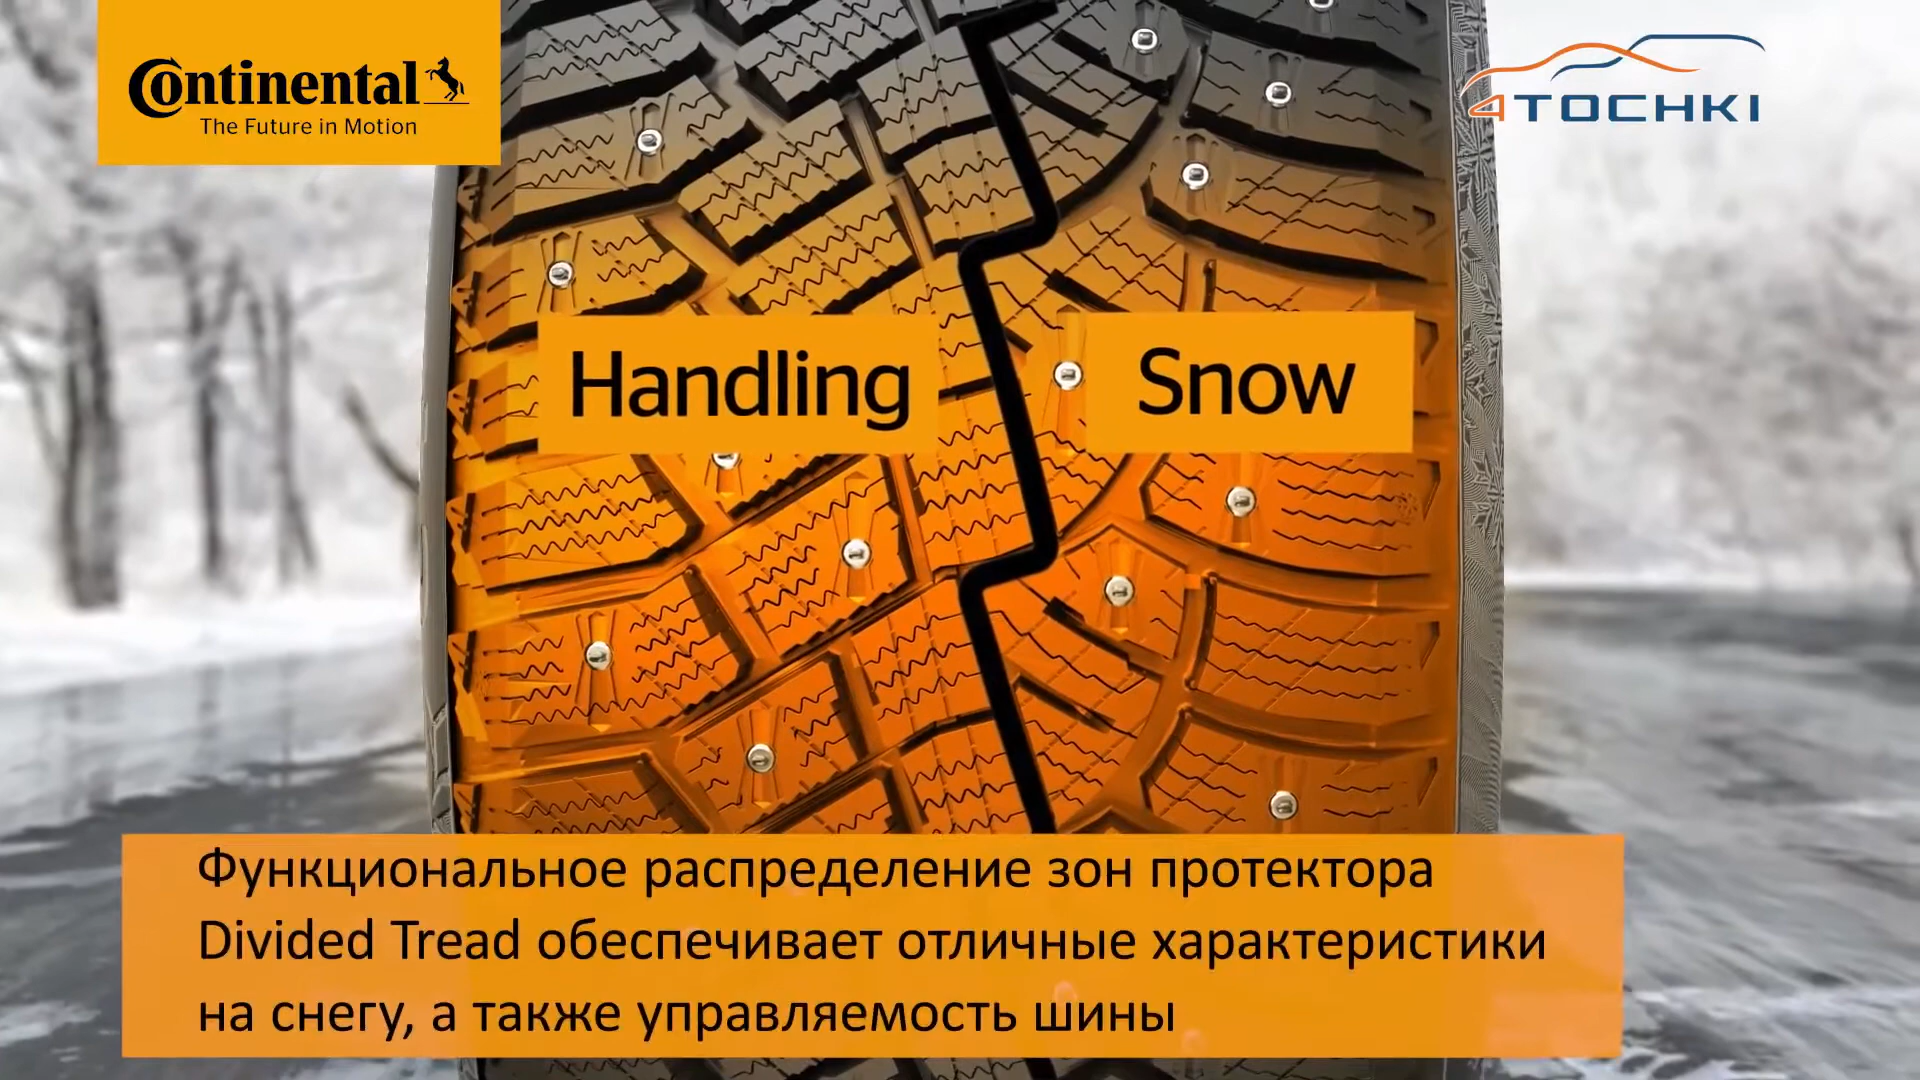 Continental
The Future in Motion
4TOCHKI
Handling
Snow
Функциональное распределение зон протектора
Divided Tread обеспечивает отличные характеристики
на снегу, а также управляемость шины